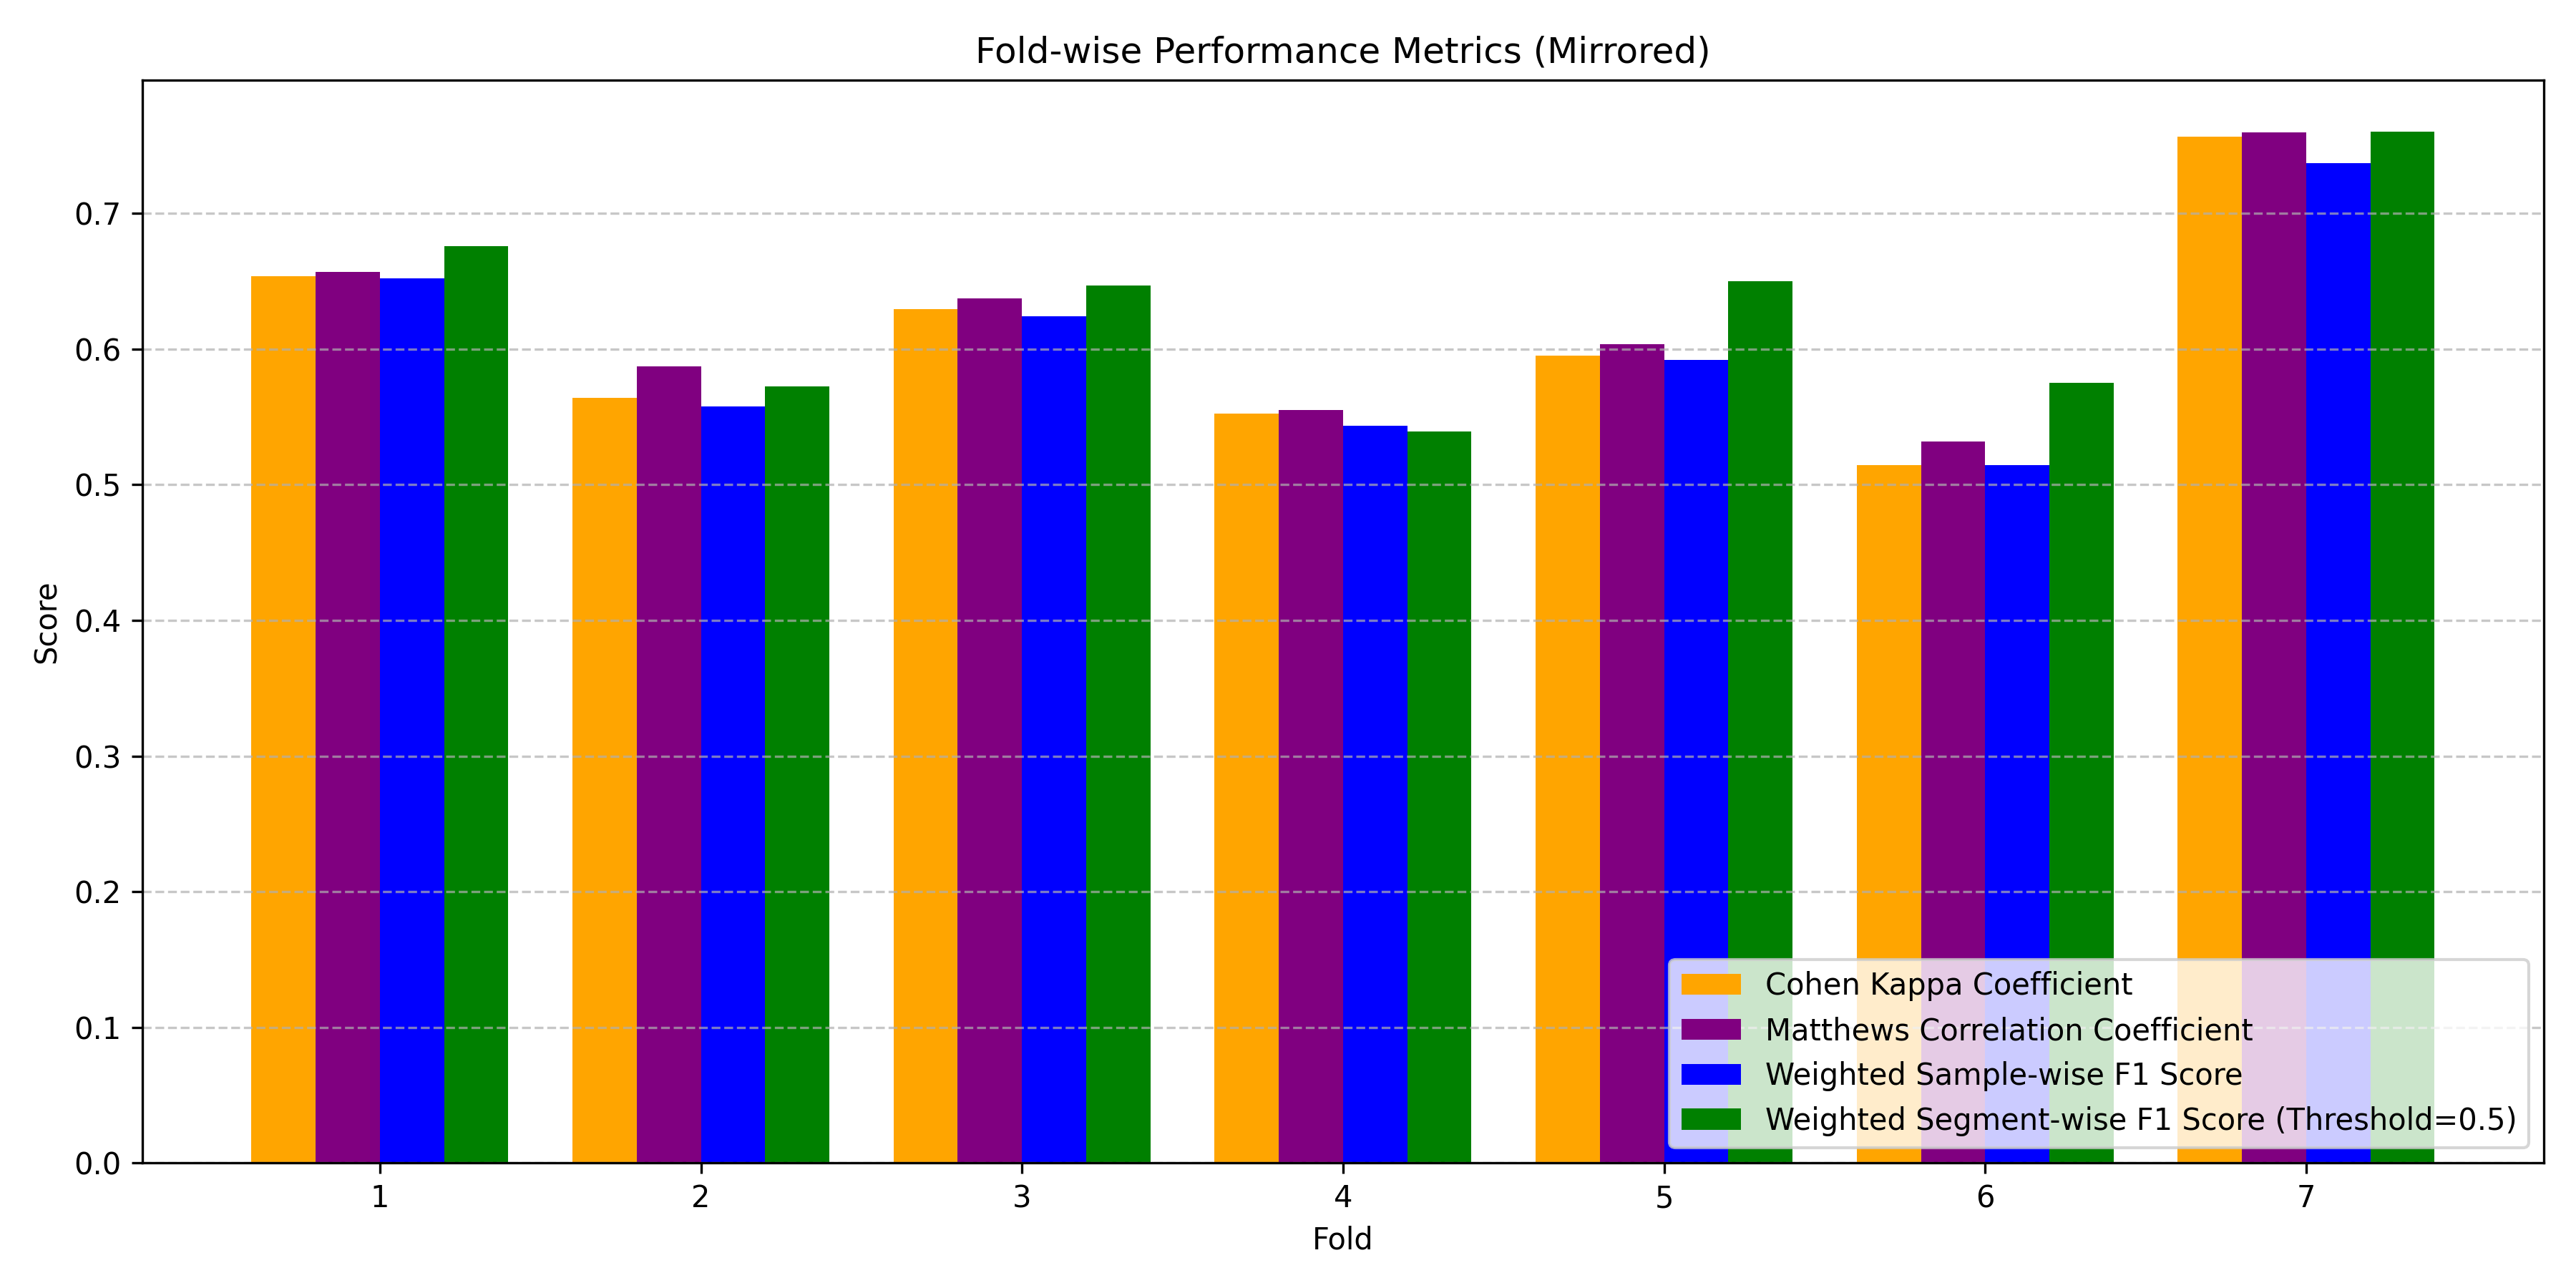 Fold-wise Performance Metrics (Mirrored)
0.7
0.6
0.5
0.4
0.3
0.2
0.1
0.0
Score
Cohen Kappa Coefficient
Matthews Correlation Coefficient
Weighted Sample-wise F1 Score
Weighted Segment-wise F1 Score (Threshold=0.5)
1 2 3 4 5 6 7
Fold